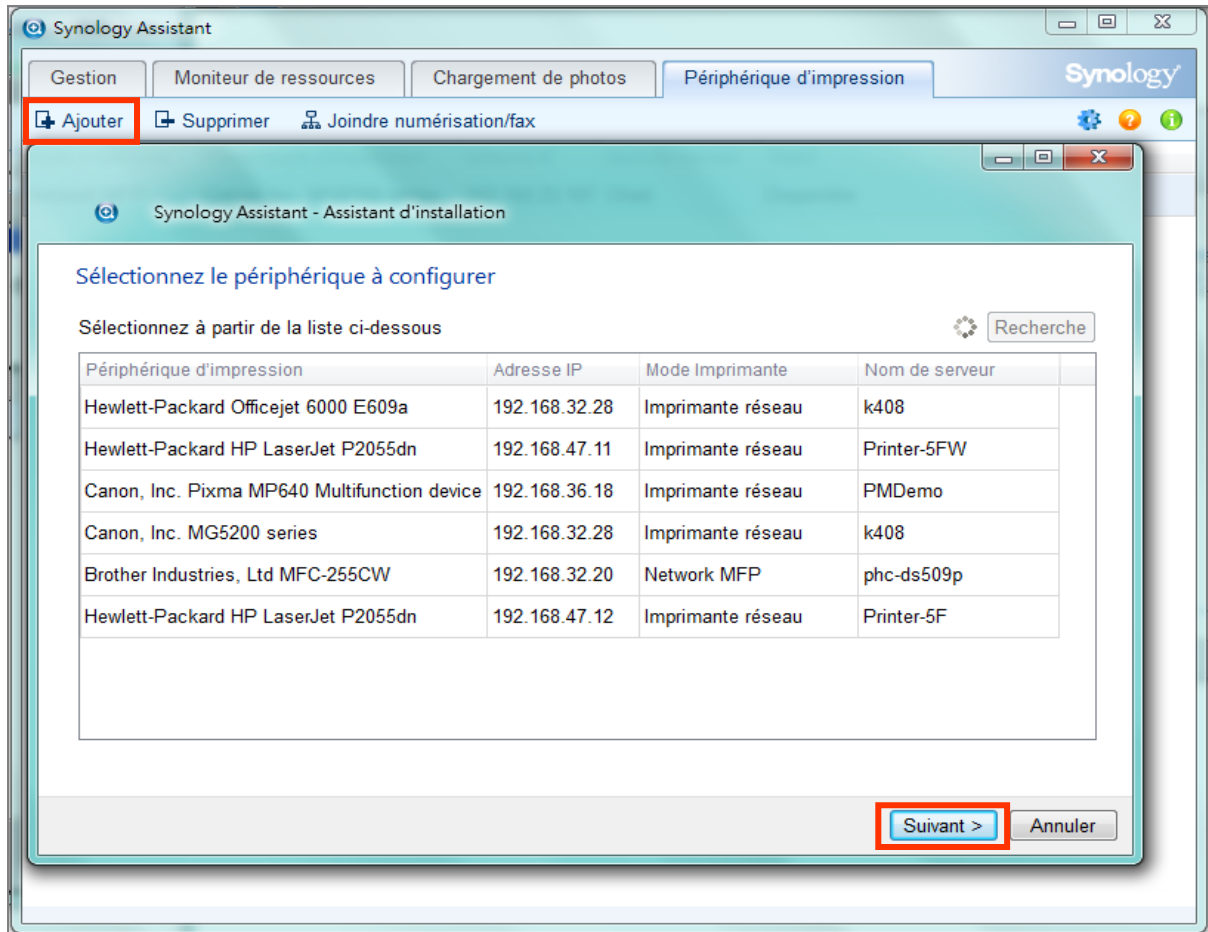 Synology Assistant
Gestion Moniteur de ressources Chargement de photos Périphérique d'impression Synology
Ajouter Supprimer Joindre numérisation/fax
Synology Assistant - Assistant d'installation
Sélectionnez le périphérique à configurer
Sélectionnez à partir de la liste ci-dessous Recherche
Périphérique d'impression Adresse IP Mode Imprimante Nom de serveur
Hewlett-Packard Officejet 6000 E609a 192.168.32.28 Imprimante réseau k408
Hewlett-Packard HP LaserJet P2055dn 192.168.47.11 Imprimante réseau Printer-5FW
Canon, Inc. Pixma MP640 Multifunction device 192.168.36.18 Imprimante réseau PMDemo
Canon, Inc. MG5200 series 192.168.32.28 Imprimante réseau k408
Brother Industries, Ltd MFC-255CW 192.168.32.20 Network MFP phc-ds509p
Hewlett-Packard HP LaserJet P2055dn 192.168.47.12 Imprimante réseau Printer-5F
Suivant > Annuler